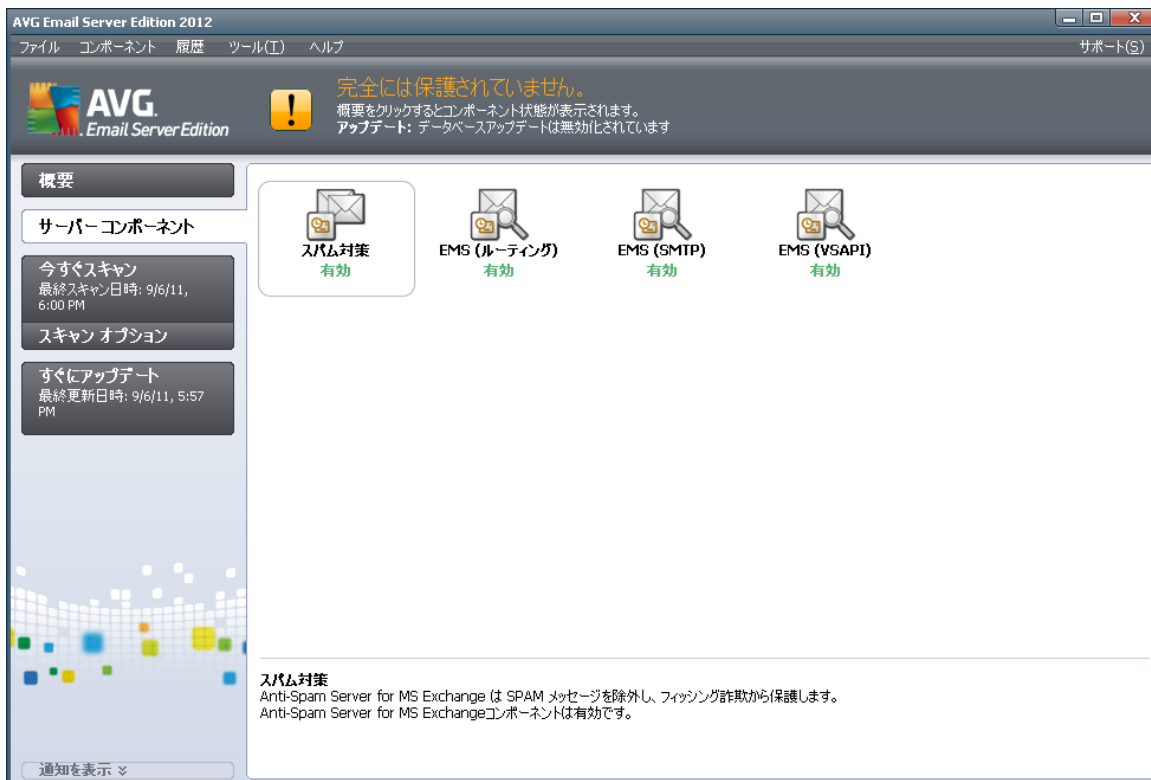 AVG Email Server Edition 2012
ファイル コンポーネント 履歴 ツール(T) ヘルプ サポート(S)
AVG.
Email Server Edition
完全には保護されていません。
概要をクリックするとコンポーネント状態が表示されます。
アップデート: データベースアップデートは無効化されています
概要
サーバー コンポーネント
今すぐスキャン
最終スキャン日時: 9/6/11,
6:00 PM
スキャン オプション
すぐにアップデート
最終更新日時: 9/6/11, 5:57
PM
通知を表示
スパム対策
有効
EMS (ルーティング)
有効
EMS (SMTP)
有効
EMS (VSAPI)
有効
スパム対策
Anti-Spam Server for MS Exchange は SPAM メッセージを除外し、フィッシング詐欺から保護します。
Anti-Spam Server for MS Exchangeコンポーネントは有効です。